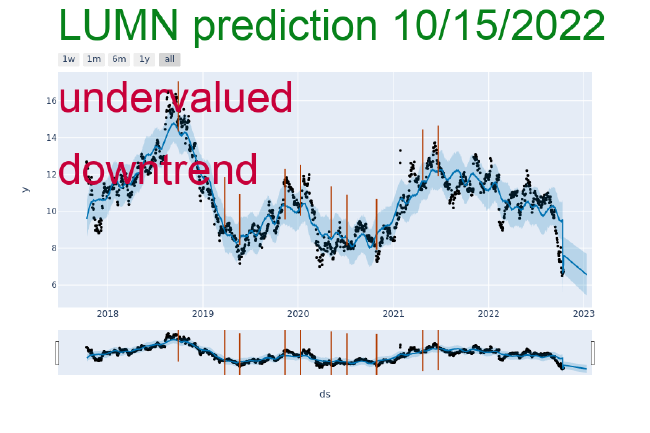 LUMN prediction 10/15/2022
1w 1m 6m 1y all
undervalued
downtrend
16
14
12
10
8
6
y
2018 2019 2020 2021 2022 2023
ds